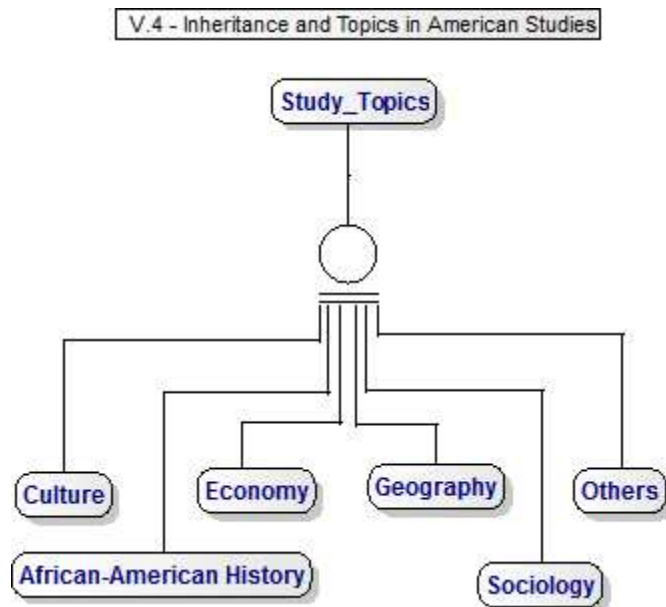 V.4 - Inheritance and Topics in American Studies
Study_Topics
Culture
Economy
Geography
Others
African-American History
Sociology